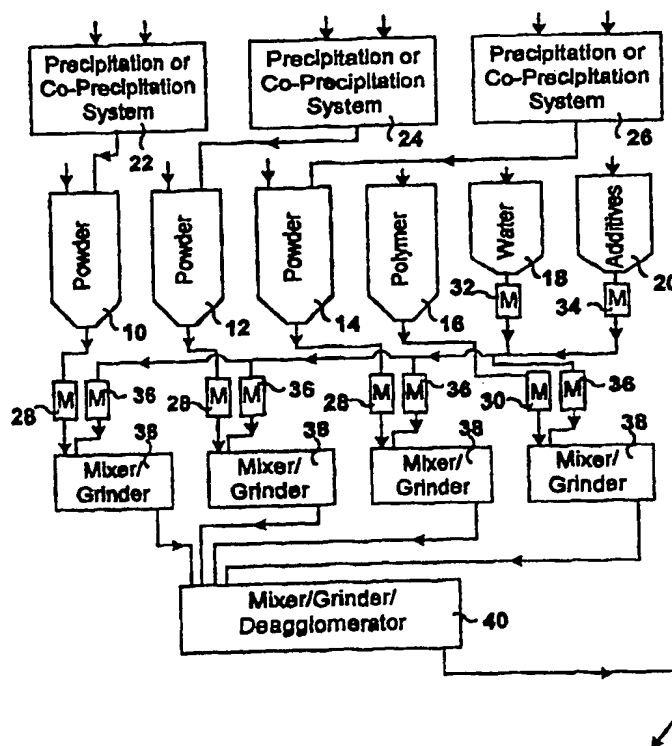 Precipitation or
Co-Precipitation
System
22
Precipitation or
Co-Precipitation
System
24
Precipitation or
Co-Precipitation
System
26
Powder
10
Powder
12
Powder
14
Polymer
16
Water
18
Additives
20
32
M
34
M
28
M
M
36
28
M
M
36
28
M
M
36
30
M
M
36
Mixer/
Grinder
38
Mixer/
Grinder
38
Mixer/
Grinder
38
Mixer/
Grinder
38
Mixer/Grinder/
Deagglomerator
40